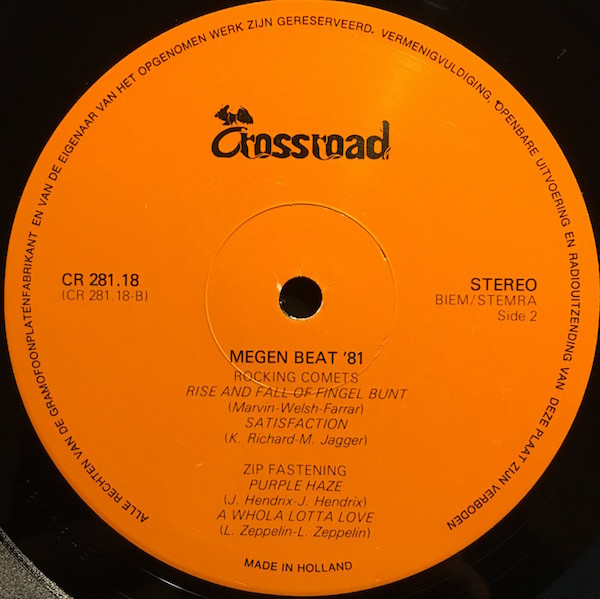 ALLE RECHTEN VAN DE GRAMOFOONPLATENFABRIKANT EN VAN DE EIGENAAR VAN HET OPGENOMEN WERK ZIJN GERESERVEERD. VERMENIGVULDIGING, OPENBARE UITVOERING EN RADIOUITZENDING VAN DEZE PLAAT ZIJN VERBODEN
Crossroad
CR 281.18
(CR 281.18-B)
STEREO
BIEM/STEMRA
Side 2
MEGEN BEAT '81
ROCKING COMETS
RISE AND FALL OF FINGEL BUNT
(Marvin-Welsh-Farrar)
SATISFACTION
(K. Richard-M. Jagger)
ZIP FASTENING
PURPLE HAZE
(J. Hendrix-J. Hendrix)
A WHOLA LOTTA LOVE
(L. Zeppelin-L. Zeppelin)
MADE IN HOLLAND